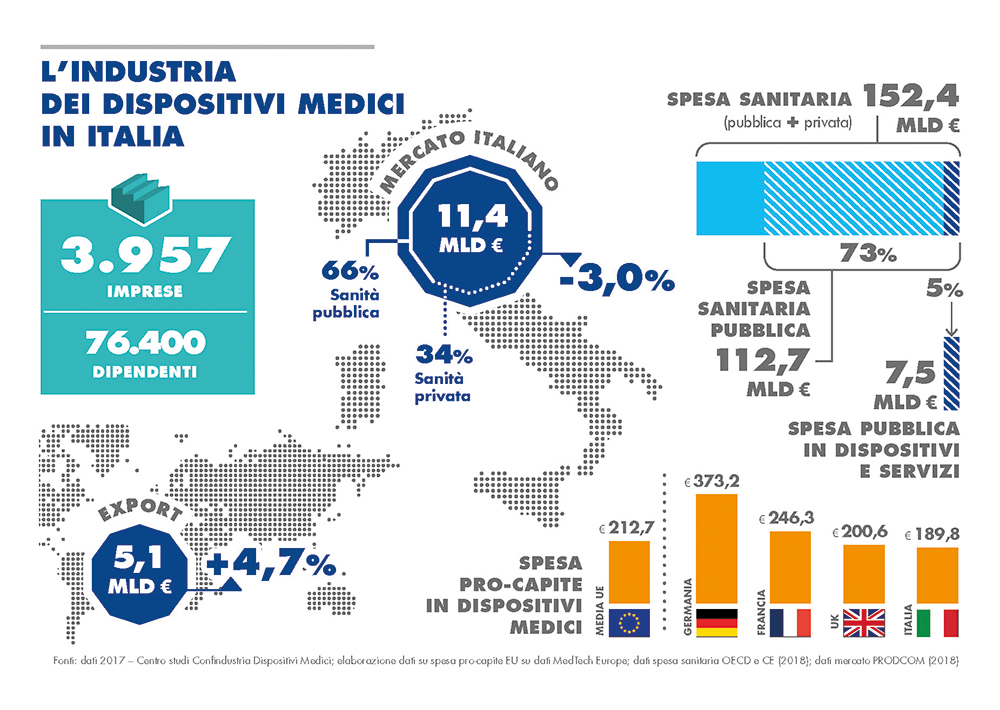 L’INDUSTRIA
DEI DISPOSITIVI MEDICI
IN ITALIA
3.957
IMPRESE
76.400
DIPENDENTI
MERCATO ITALIANO
11,4
MLD €
-3,0%
66%
Sanità
pubblica
34%
Sanità
privata
SPESA SANITARIA 152,4
(pubblica + privata) MLD €
73%
SPESA
SANITARIA
PUBBLICA
112,7
MLD €
5%
7,5
MLD €
SPESA PUBBLICA
IN DISPOSITIVI
E SERVIZI
EXPORT
5,1
MLD €
+4,7%
SPESA
PRO-CAPITE
IN DISPOSITIVI
MEDICI
€ 212,7
MEDIA UE
€ 373,2
GERMANIA
€ 246,3
FRANCIA
€ 200,6
UK
€ 189,8
ITALIA
Fonti: dati 2017 – Centro studi Confindustria Dispositivi Medici; elaborazione dati su spesa pro-capite EU su dati MedTech Europe; dati spesa sanitaria OECD e CE (2018); dati mercato PRODCOM (2018)